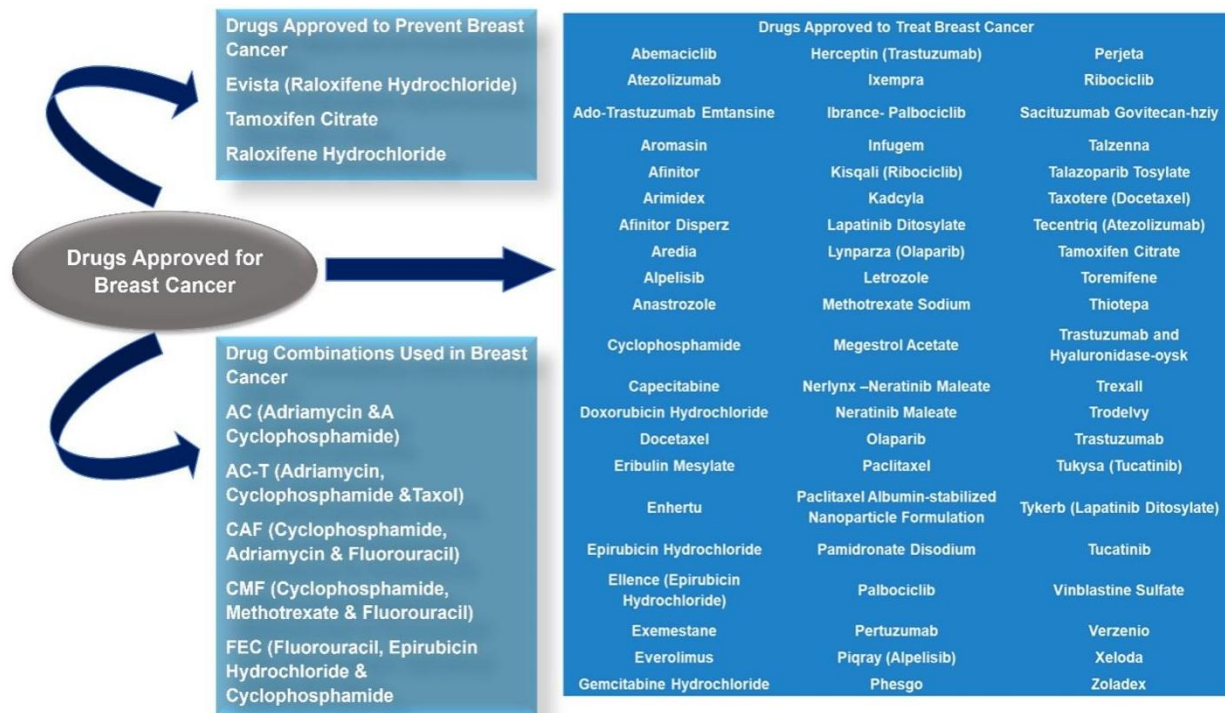 Drugs Approved to Prevent Breast
Cancer
Evista (Raloxifene Hydrochloride)
Tamoxifen Citrate
Raloxifene Hydrochloride
Drugs Approved for
Breast Cancer
Drug Combinations Used in Breast
Cancer
AC (Adriamycin &A
Cyclophosphamide)
AC-T (Adriamycin,
Cyclophosphamide &Taxol)
CAF (Cyclophosphamide,
Adriamycin & Fluorouracil)
CMF (Cyclophosphamide,
Methotrexate & Fluorouracil)
FEC (Fluorouracil, Epirubicin
Hydrochloride &
Cyclophosphamide
Drugs Approved to Treat Breast Cancer
Abemaciclib Herceptin (Trastuzumab) Perjeta
Atezolizumab Ixempra Ribociclib
Ado-Trastuzumab Emtansine Ibrance- Palbociclib Sacituzumab Govitecan-hziy
Aromasin Infugem Talzenna
Afinitor Kisqali (Ribociclib) Talazoparib Tosylate
Arimidex Kadcyla Taxotere (Docetaxel)
Afinitor Disperz Lapatinib Ditosylate Tecentriq (Atezolizumab)
Aredia Lynparza (Olaparib) Tamoxifen Citrate
Alpelisib Letrozole Toremifene
Anastrozole Methotrexate Sodium Thiotepa
Cyclophosphamide Megestrol Acetate Trastuzumab and
Hyaluronidase-oysk
Capecitabine Nerlynx –Neratinib Maleate Trexall
Doxorubicin Hydrochloride Neratinib Maleate Trodelvy
Docetaxel Olaparib Trastuzumab
Eribulin Mesylate Paclitaxel Tukysa (Tucatinib)
Enhertu Paclitaxel Albumin-stabilized
Nanoparticle Formulation Tykerb (Lapatinib Ditosylate)
Epirubicin Hydrochloride Pamidronate Disodium Tucatinib
Ellence (Epirubicin
Hydrochloride) Palbociclib Vinblastine Sulfate
Exemestane Pertuzumab Verzenio
Everolimus Piqray (Alpelisib) Xeloda
Gemcitabine Hydrochloride Phesgo Zoladex